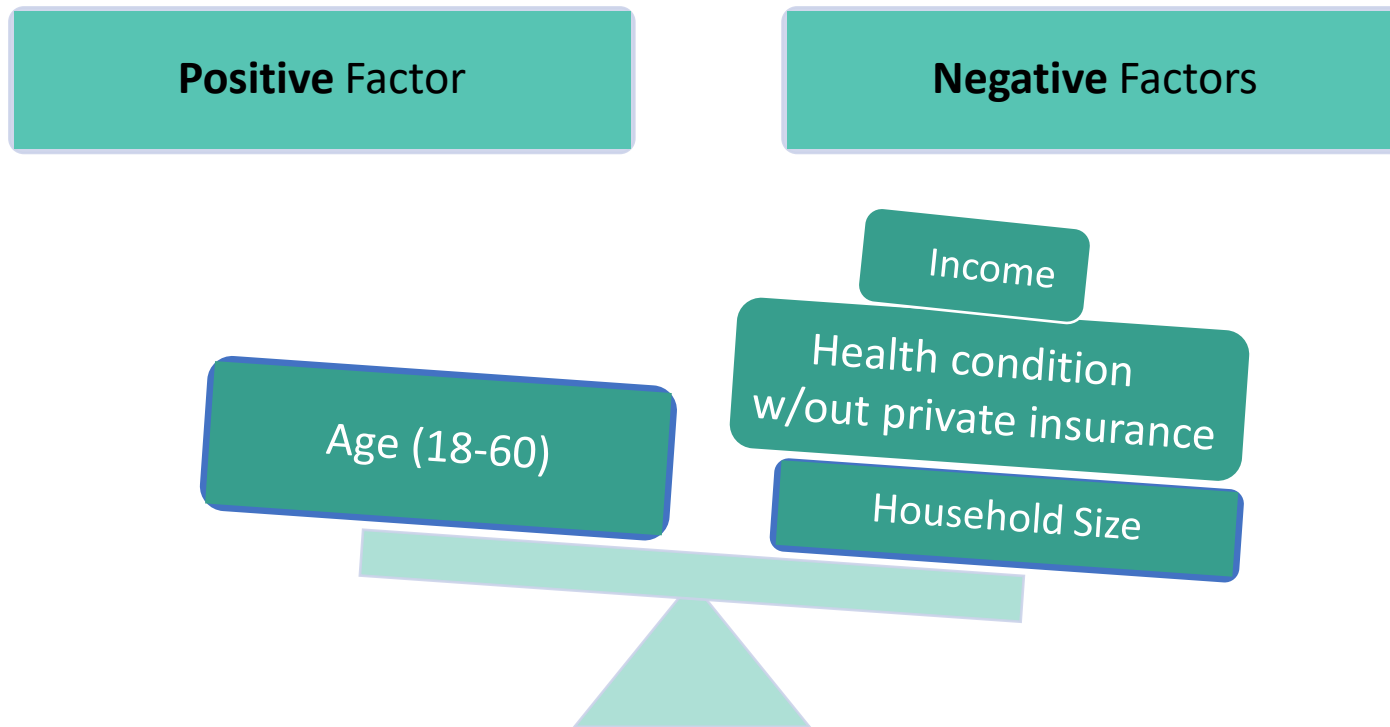 Positive Factor
Negative Factors
Income
Health condition
w/out private insurance
Age (18-60)
Household Size